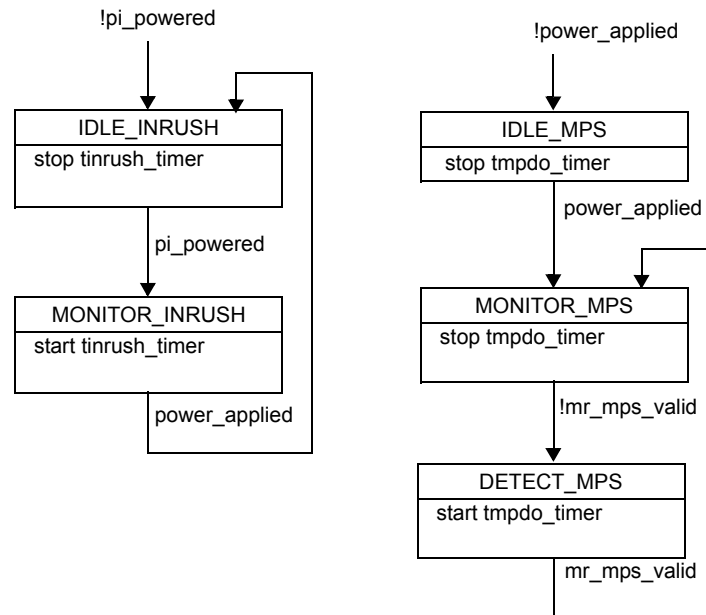 !pi_powered
IDLE_INRUSH
stop tinrush_timer
pi_powered
MONITOR_INRUSH
start tinrush_timer
power_applied
!power_applied
IDLE_MPS
stop tmpdo_timer
power_applied
MONITOR_MPS
stop tmpdo_timer
!mr_mps_valid
DETECT_MPS
start tmpdo_timer
mr_mps_valid